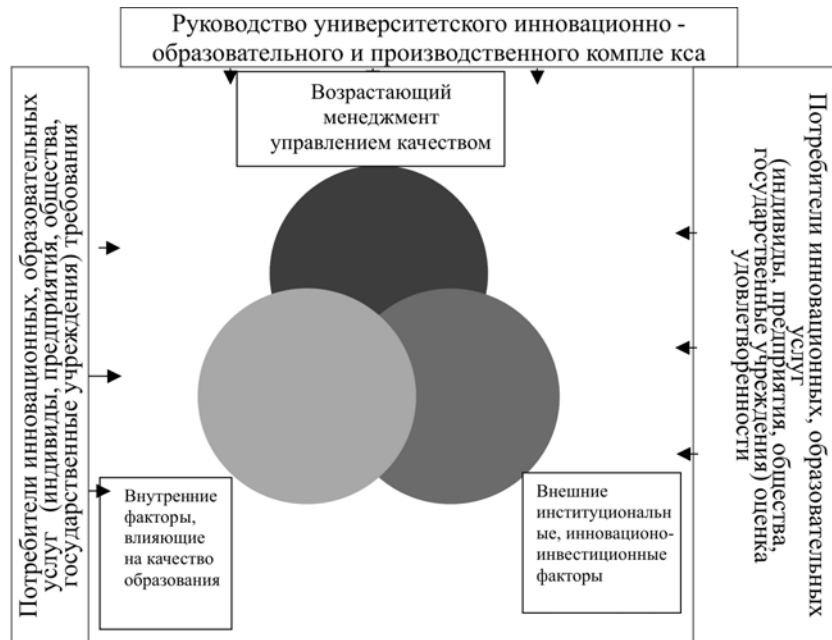 Руководство университетского инновационно -
образовательного и производственного компле кса
Возрастающий
менеджмент
управлением качеством
Потребители инновационных, образовательных
услуг (индивиды, предприятия, общества,
государственные учреждения) требования
Потребители инновационных, образовательных
услуг
(индивиды, предприятия, общества,
государственные учреждения) оценка
удовлетворенности
Внутренние
факторы,
влияющие
на качество
образования
Внешние
институциональ
ные, инновационо-
инвестиционные
факторы